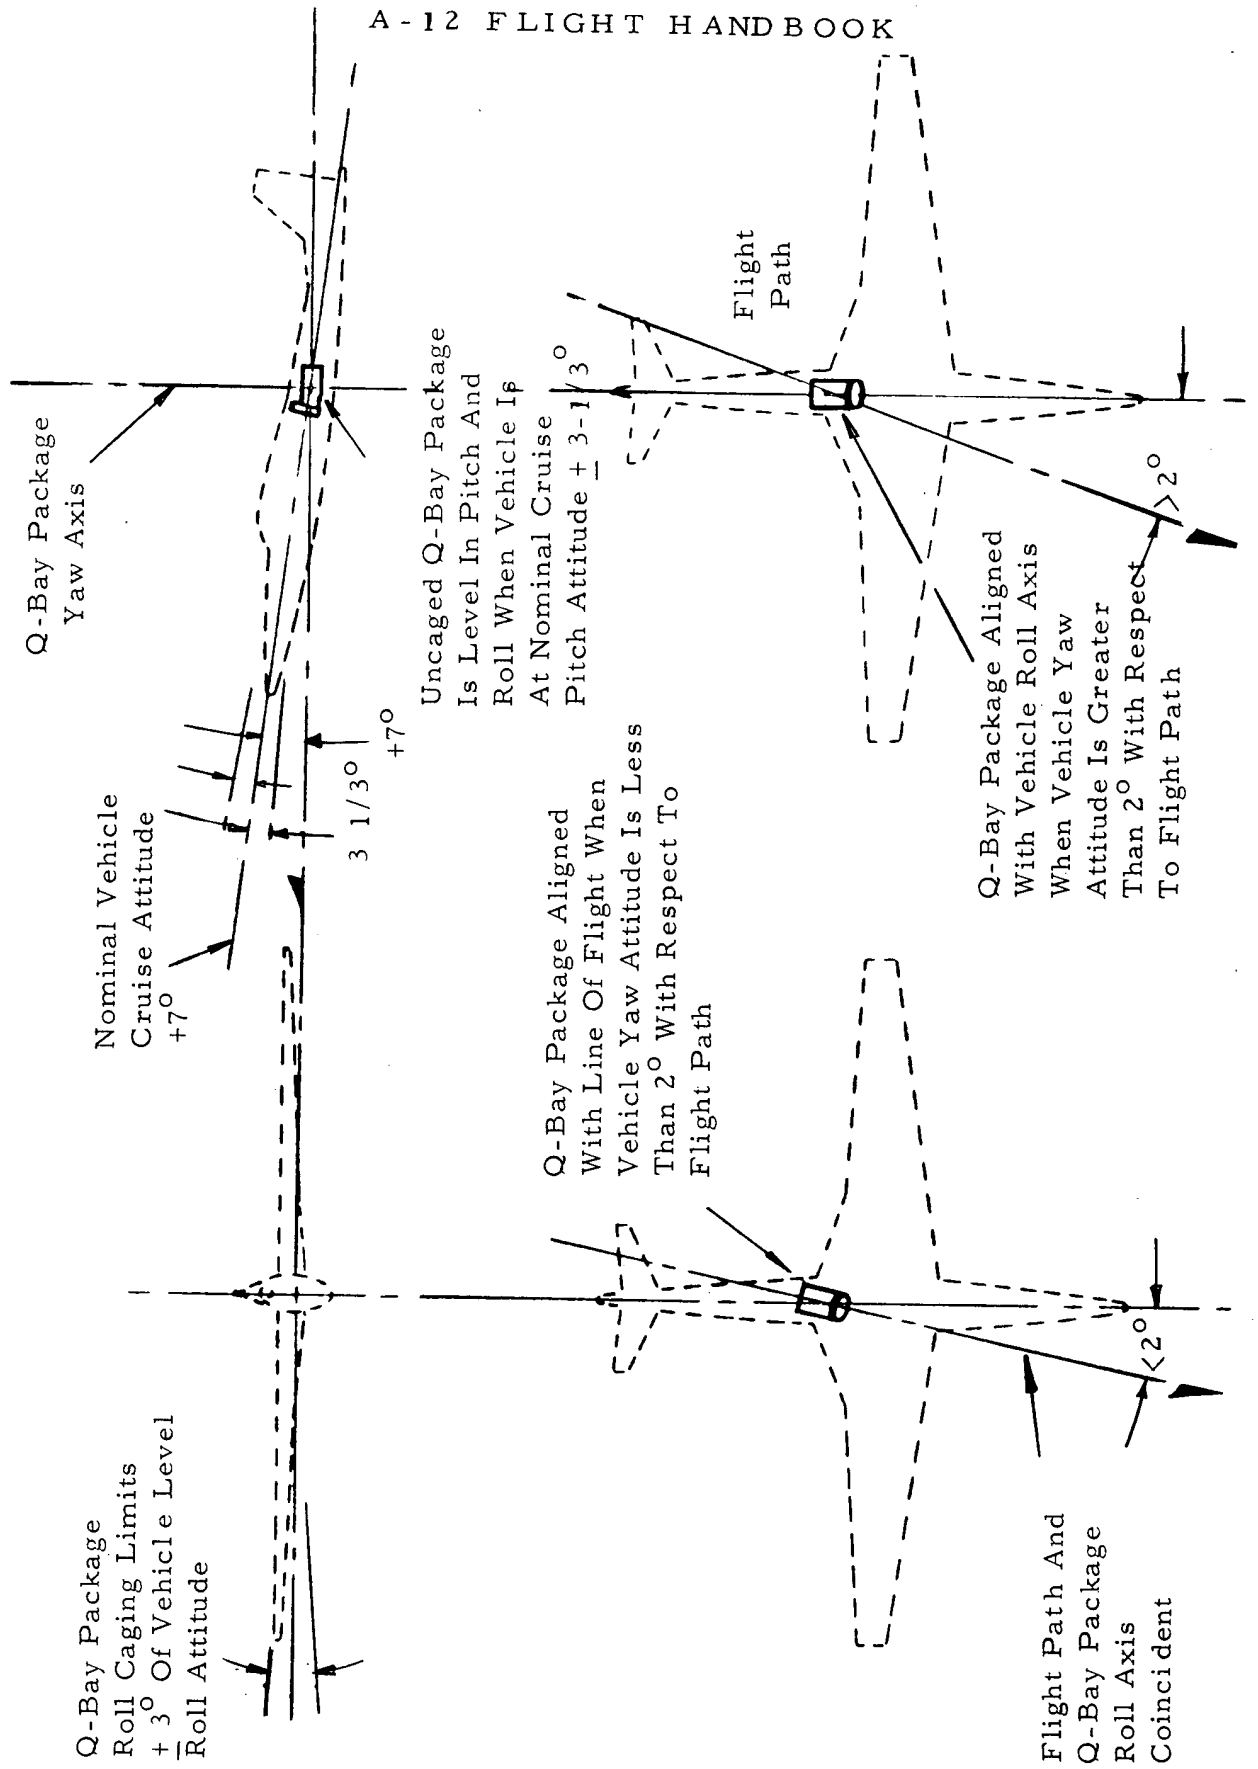 A-12 FLIGHT HANDBOOK
Q-Bay Package
Roll Caging Limits
± 3° Of Vehicle Level
Roll Attitude
Nominal Vehicle
Cruise Attitude
+7°
3 1/3°
+7°
Q-Bay Package
Yaw Axis
Uncaged Q-Bay Package
Is Level In Pitch And
Roll When Vehicle Is
At Nominal Cruise
Pitch Attitude ± 3-1/3°
Flight Path And
Q-Bay Package
Roll Axis
Coincident
<2°
Q-Bay Package Aligned
With Line Of Flight When
Vehicle Yaw Attitude Is Less
Than 2° With Respect To
Flight Path
Q-Bay Package Aligned
With Vehicle Roll Axis
When Vehicle Yaw
Attitude Is Greater
Than 2° With Respect
To Flight Path
>2°
Flight
Path